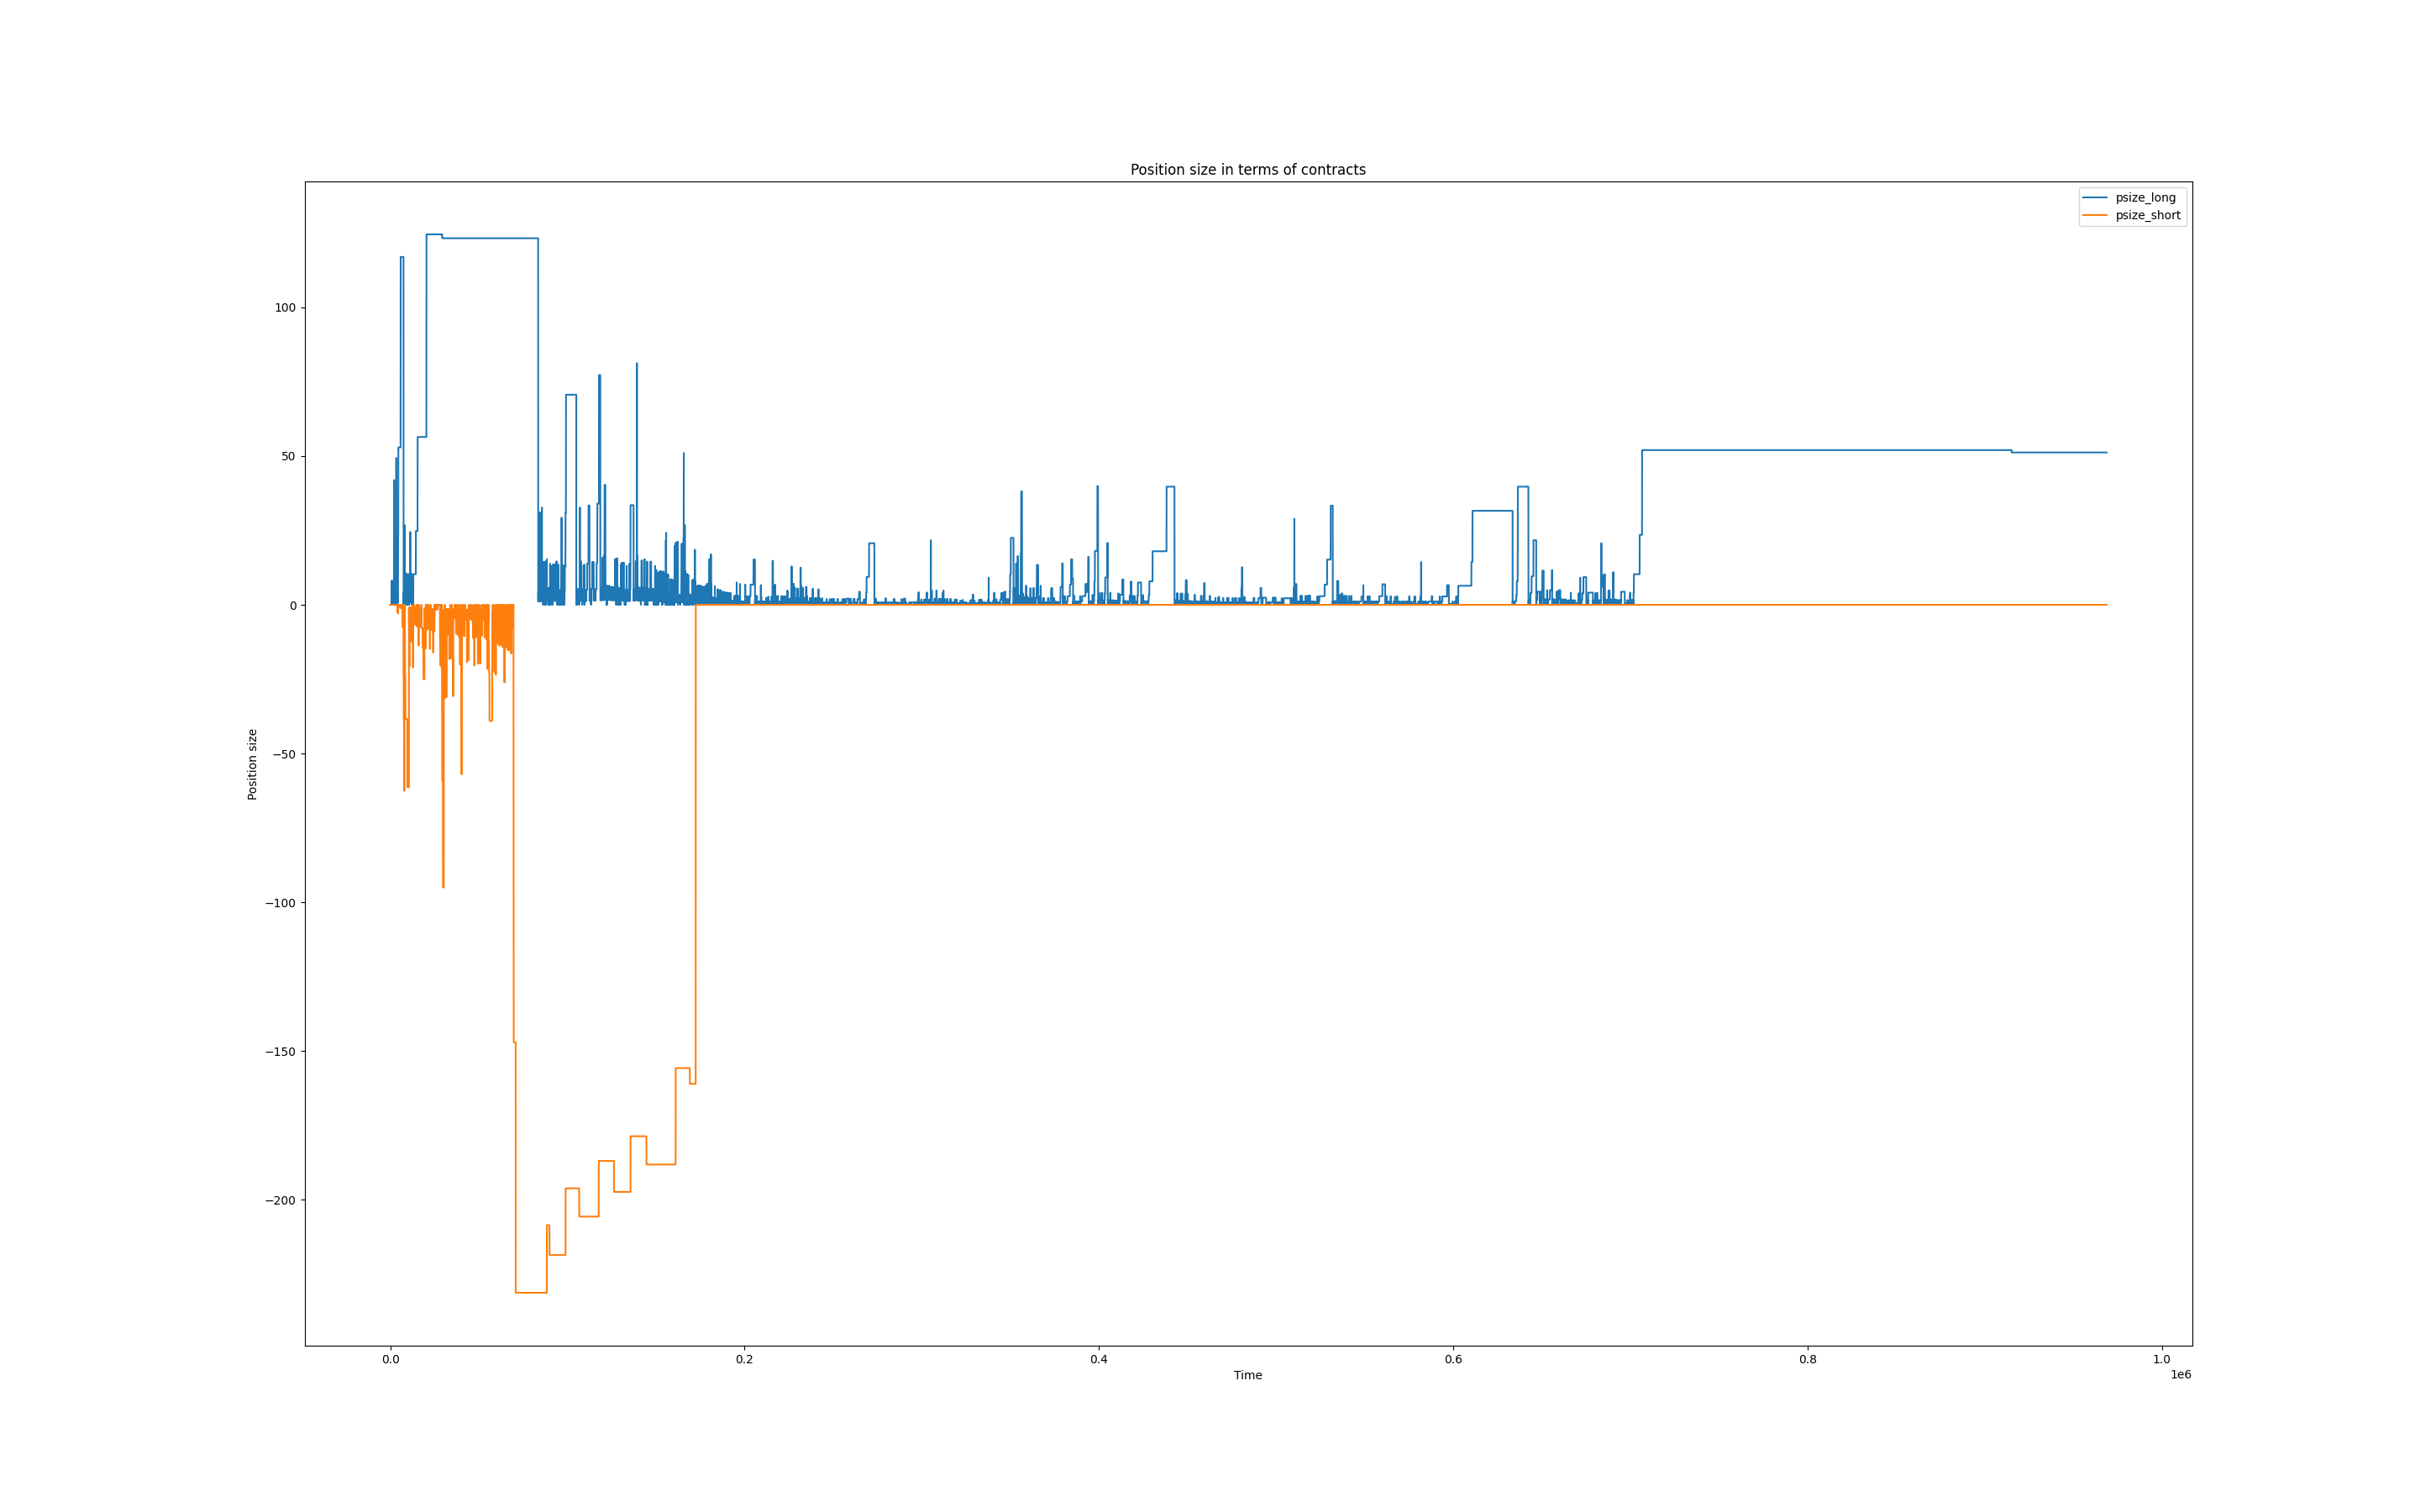 Position size in terms of contracts
psize_long
psize_short
Position size
100
50
0
−50
−100
−150
−200
0.0
0.2
0.4
0.6
0.8
1.0
1e6
Time